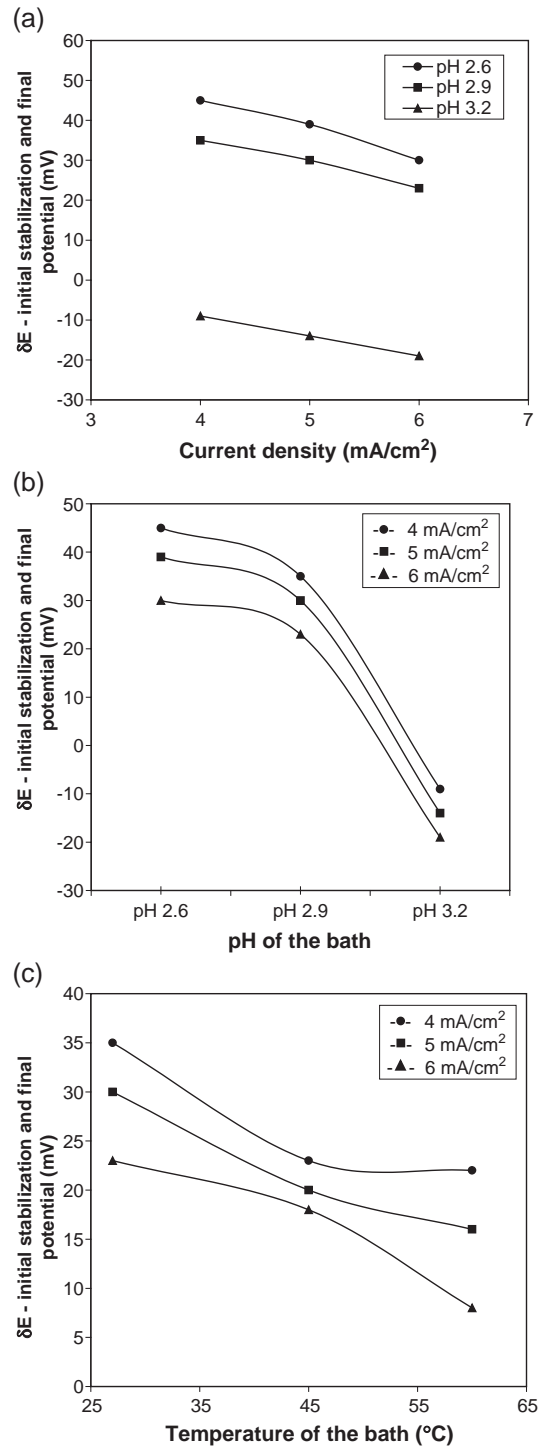 (a)
60
50
40
30
20
10
0
-10
-20
-30
δE - initial stabilization and final
potential (mV)
pH 2.6
pH 2.9
pH 3.2
3
4
5
6
7
Current density (mA/cm²)
(b)
50
40
30
20
10
0
-10
-20
-30
δE - initial stabilization and final
potential (mV)
4 mA/cm²
5 mA/cm²
6 mA/cm²
pH 2.6
pH 2.9
pH 3.2
pH of the bath
(c)
40
35
30
25
20
15
10
5
0
δE - initial stabilization and final
potential (mV)
4 mA/cm²
5 mA/cm²
6 mA/cm²
25
35
45
55
65
Temperature of the bath (°C)